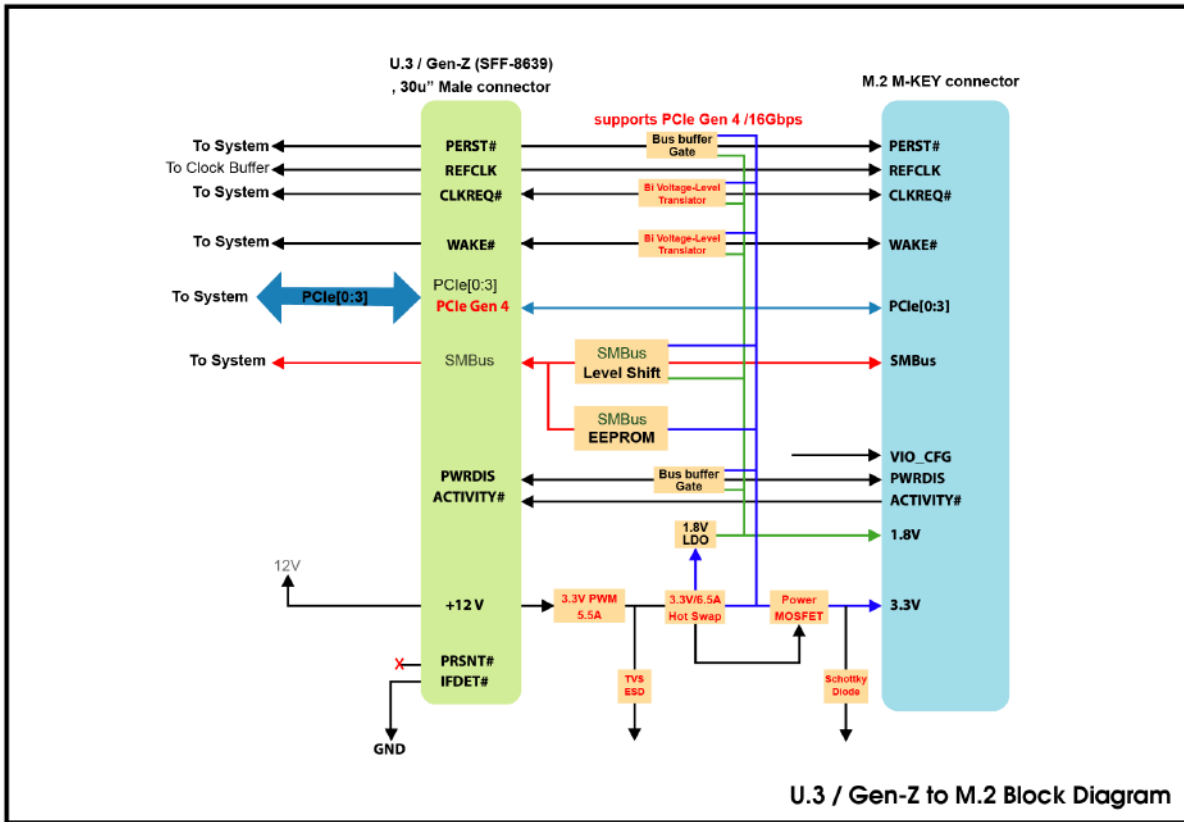 U.3 / Gen-Z (SFF-8639)
, 30u” Male connector
M.2 M-KEY connector
supports PCIe Gen 4 /16Gbps
To System
PERST#
Bus buffer
Gate
PERST#
To Clock Buffer
REFCLK
REFCLK
To System
CLKREQ#
Bi Voltage-Level
Translator
CLKREQ#
To System
WAKE#
Bi Voltage-Level
Translator
WAKE#
To System
PCIe[0:3]
PCIe[0:3]
PCIe Gen 4
PCIe[0:3]
To System
SMBus
SMBus
Level Shift
SMBus
SMBus
EEPROM
VIO_CFG
PWRDIS
Bus buffer
Gate
PWRDIS
ACTIVITY#
ACTIVITY#
1.8V
LDO
1.8V
12V
+12 V
3.3V PWM
5.5A
3.3V/6.5A
Hot Swap
Power
MOSFET
3.3V
PRSNT#
X
IFDET#
TVS
ESD
Schottky
Diode
GND
U.3 / Gen-Z to M.2 Block Diagram